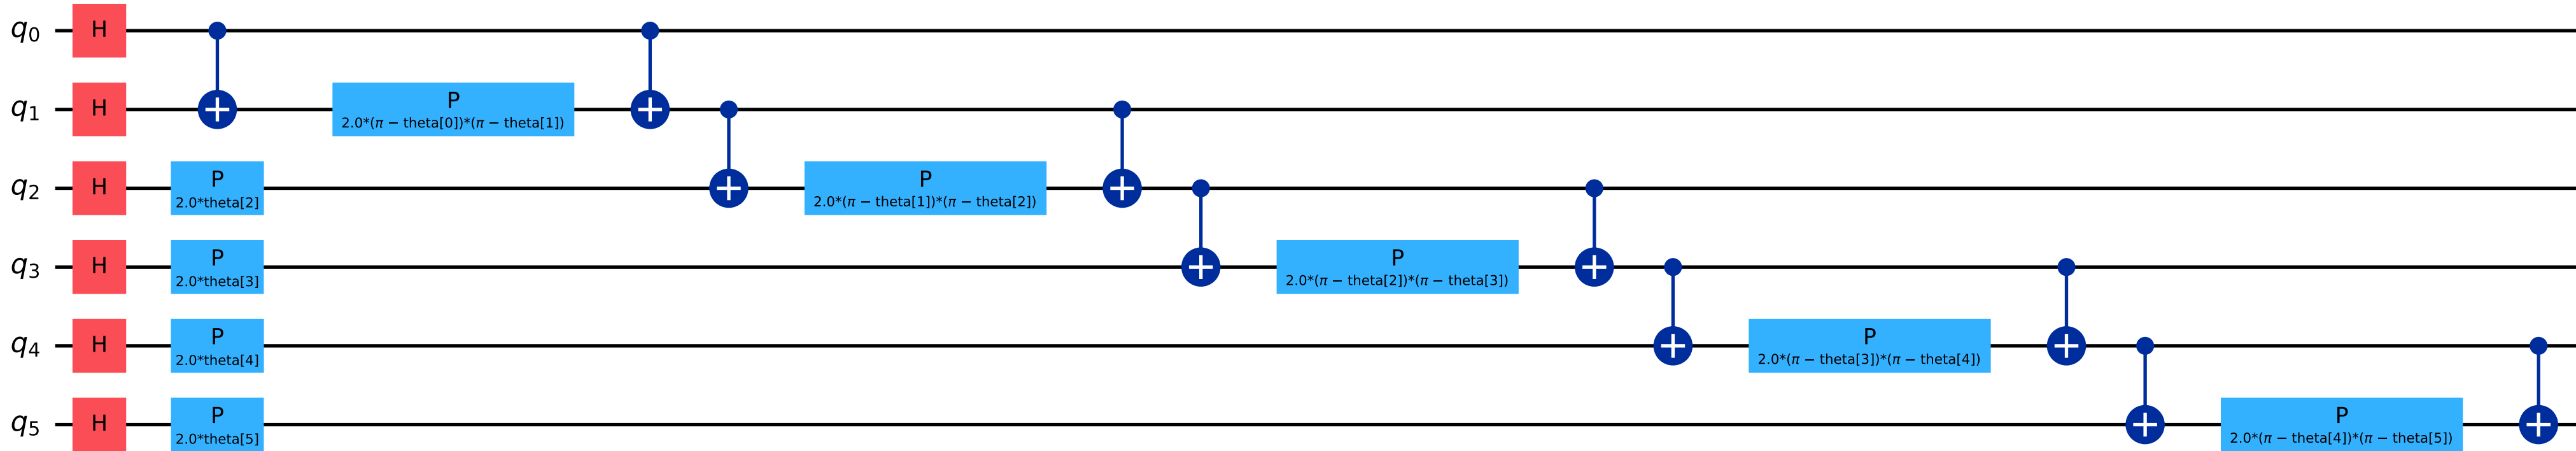 q0 H
q1 H P
2.0*(π − theta[0])*(π − theta[1])
q2 H P P
2.0*theta[2] 2.0*(π − theta[1])*(π − theta[2])
q3 H P P
2.0*theta[3] 2.0*(π − theta[2])*(π − theta[3])
q4 H P P
2.0*theta[4] 2.0*(π − theta[3])*(π − theta[4])
q5 H P P
2.0*theta[5] 2.0*(π − theta[4])*(π − theta[5])